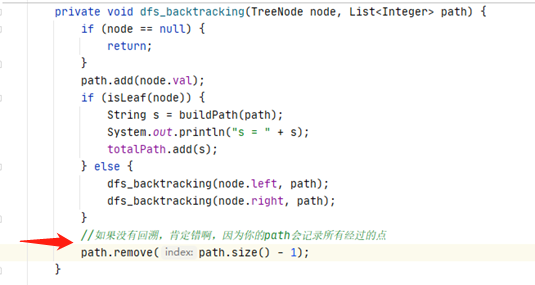 private void dfs_backtracking(TreeNode node, List<Integer> path) {
if (node == null) {
return;
}
path.add(node.val);
if (isLeaf(node)) {
String s = buildPath(path);
System.out.println("s = " + s);
totalPath.add(s);
} else {
dfs_backtracking(node.left, path);
dfs_backtracking(node.right, path);
}
//如果没有回溯，肯定错啊，因为你的path会记录所有经过的点
path.remove( index: path.size() - 1);
}